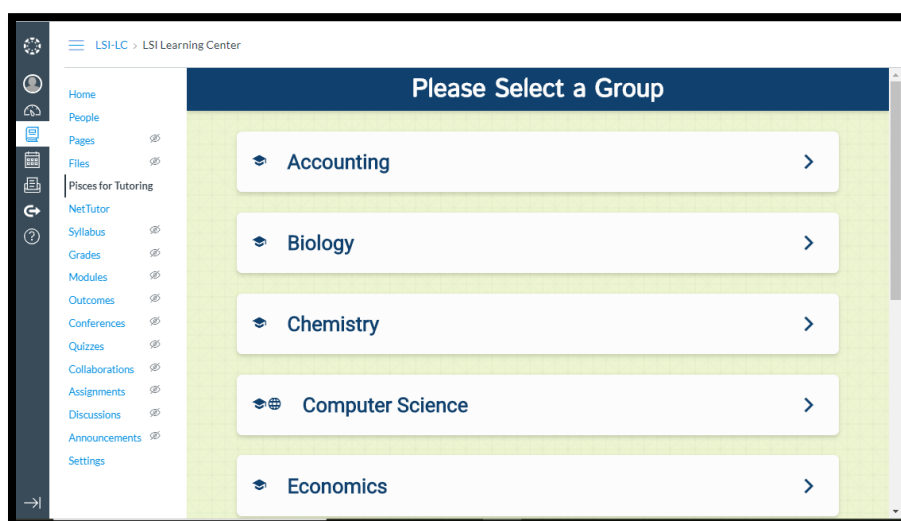 LSI-LC > LSI Learning Center
Home
People
Pages
Files
Pisces for Tutoring
NetTutor
Syllabus
Grades
Modules
Outcomes
Conferences
Quizzes
Collaborations
Assignments
Discussions
Announcements
Settings
Please Select a Group
Accounting
Biology
Chemistry
Computer Science
Economics